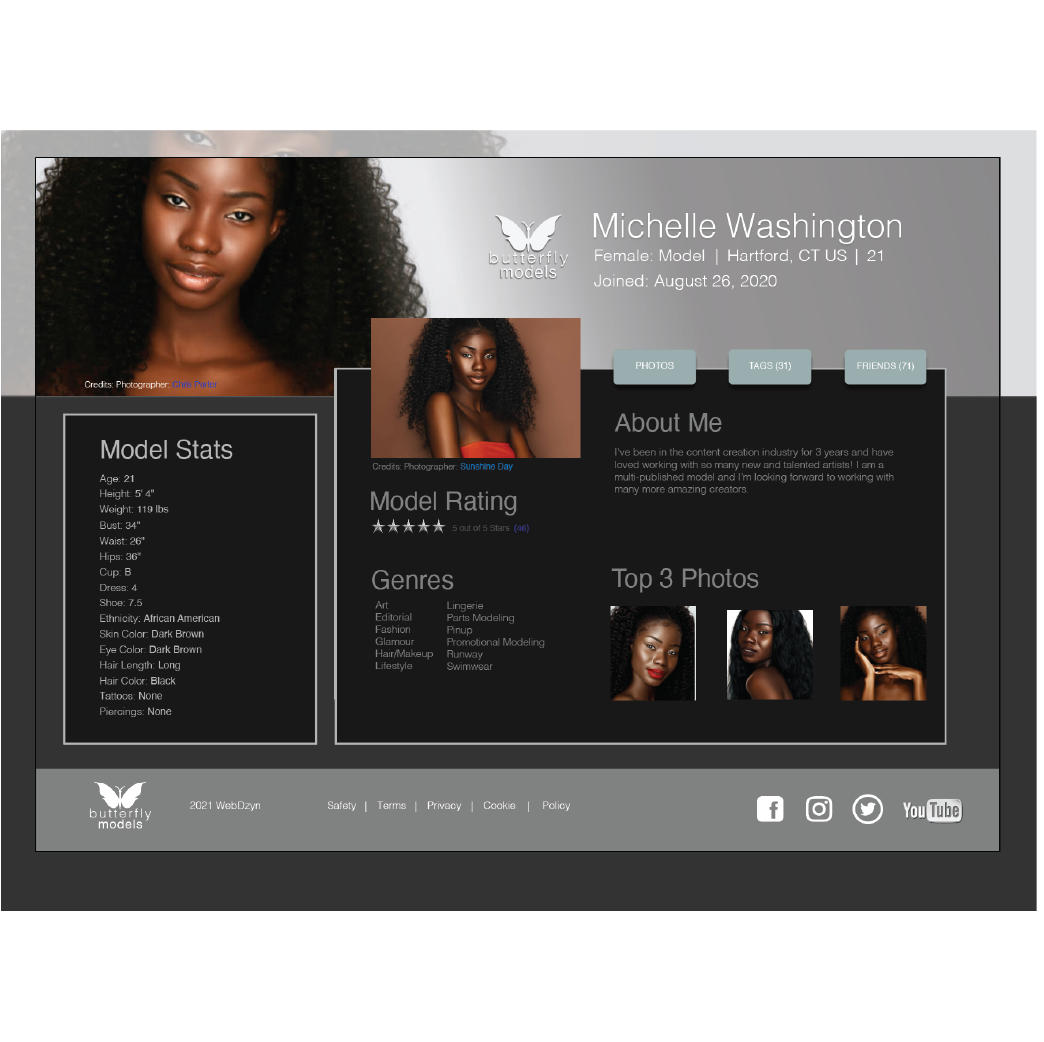 butterfly
models
Michelle Washington
Female: Model | Hartford, CT US | 21
Joined: August 26, 2020
Credits: Photographer: Chris Parler
PHOTOS
TAGS (31)
FRIENDS (71)
Model Stats
Age: 21
Height: 5' 4"
Weight: 119 lbs
Bust: 34"
Waist: 26"
Hips: 36"
Cup: B
Dress: 4
Shoe: 7.5
Ethnicity: African American
Skin Color: Dark Brown
Eye Color: Dark Brown
Hair Length: Long
Hair Color: Black
Tattoos: None
Piercings: None
Credits: Photographer: Sunshine Day
Model Rating
5 out of 5 Stars (46)
Genres
Art
Editorial
Fashion
Glamour
Hair/Makeup
Lifestyle
Lingerie
Parts Modeling
Pinup
Promotional Modeling
Runway
Swimwear
About Me
I've been in the content creation industry for 3 years and have
loved working with so many new and talented artists! I am a
multi-published model and I'm looking forward to working with
many more amazing creators.
Top 3 Photos
butterfly
models
2021 WebDzyn
Safety | Terms | Privacy | Cookie | Policy
YouTube